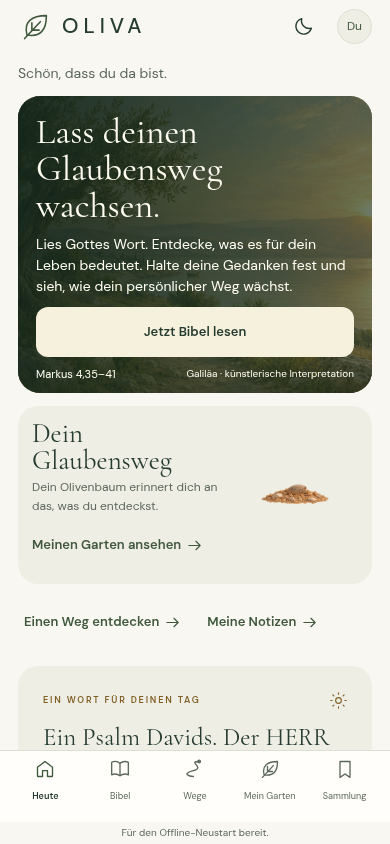 OLIVA
Du
Schön, dass du da bist.
Lass deinen
Glaubensweg
wachsen.
Lies Gottes Wort. Entdecke, was es für dein
Leben bedeutet. Halte deine Gedanken fest und
sieh, wie dein persönlicher Weg wächst.
Jetzt Bibel lesen
Markus 4,35–41
Galiläa · künstlerische Interpretation
Dein
Glaubensweg
Dein Olivenbaum erinnert dich an
das, was du entdeckst.
Meinen Garten ansehen →
Einen Weg entdecken →
Meine Notizen →
EIN WORT FÜR DEINEN TAG
Ein Psalm Davids. Der HERR
Heute
Bibel
Wege
Mein Garten
Sammlung
Für den Offline-Neustart bereit.